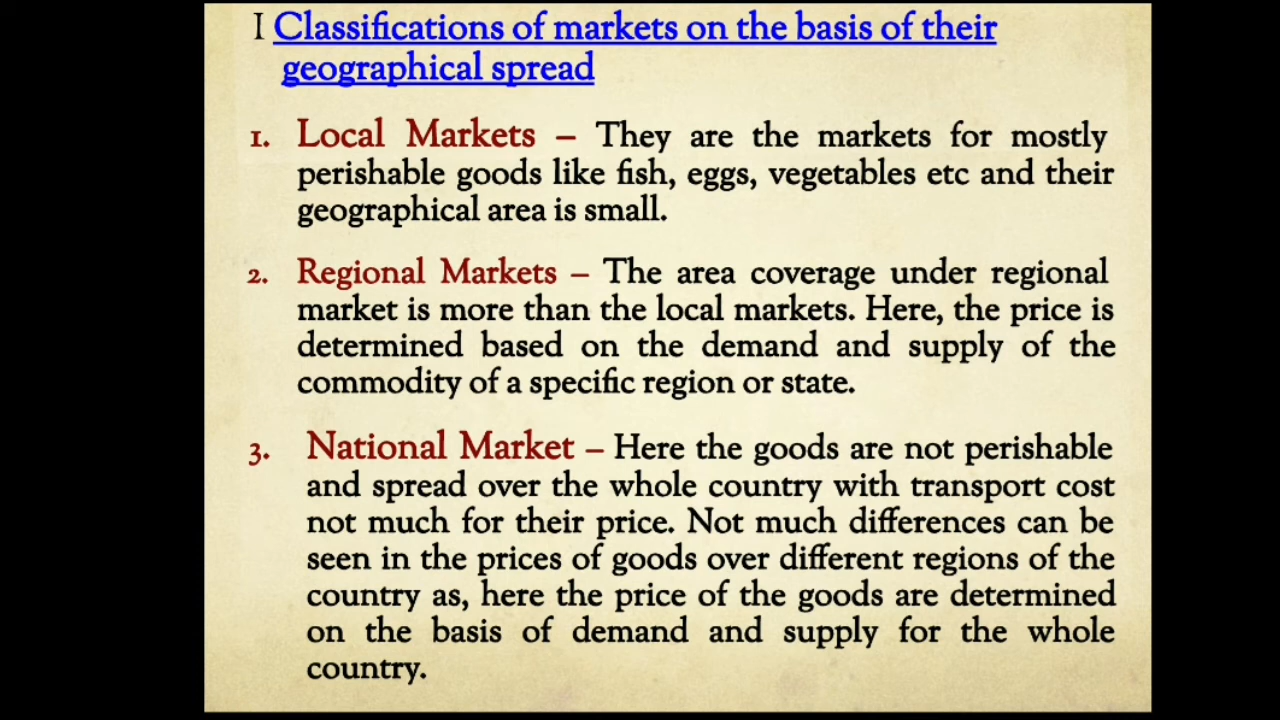 I Classifications of markets on the basis of their
geographical spread
1. Local Markets – They are the markets for mostly
perishable goods like fish, eggs, vegetables etc and their
geographical area is small.
2. Regional Markets – The area coverage under regional
market is more than the local markets. Here, the price is
determined based on the demand and supply of the
commodity of a specific region or state.
3. National Market – Here the goods are not perishable
and spread over the whole country with transport cost
not much for their price. Not much differences can be
seen in the prices of goods over different regions of the
country as, here the price of the goods are determined
on the basis of demand and supply for the whole
country.